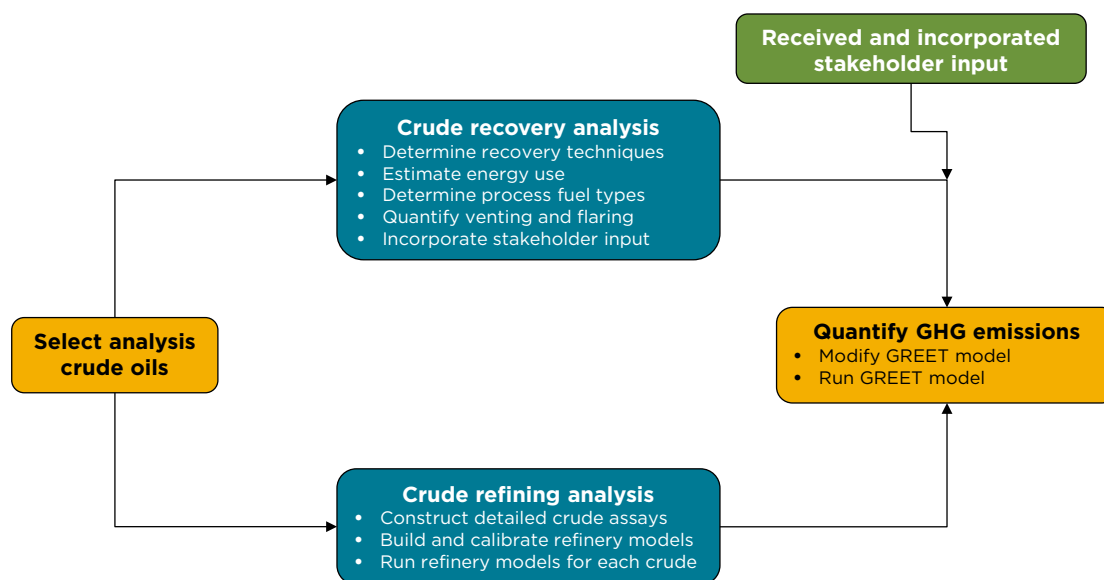 Received and incorporated
stakeholder input
Crude recovery analysis
• Determine recovery techniques
• Estimate energy use
• Determine process fuel types
• Quantify venting and flaring
• Incorporate stakeholder input
Select analysis
crude oils
Quantify GHG emissions
• Modify GREET model
• Run GREET model
Crude refining analysis
• Construct detailed crude assays
• Build and calibrate refinery models
• Run refinery models for each crude